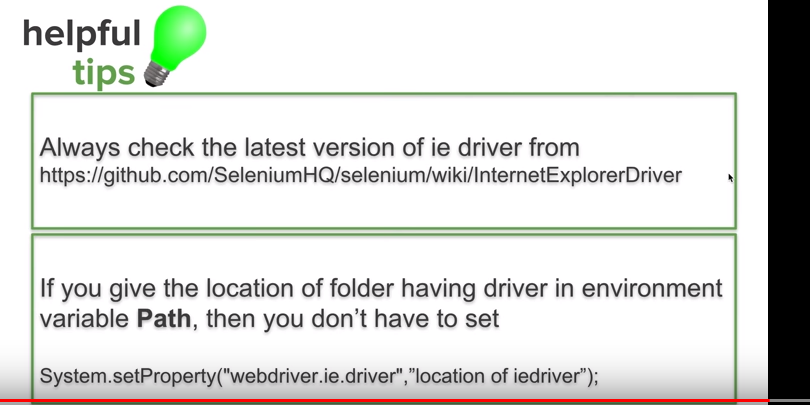 helpful
tips
Always check the latest version of ie driver from
https://github.com/SeleniumHQ/selenium/wiki/InternetExplorerDriver
If you give the location of folder having driver in environment
variable Path, then you don’t have to set
System.setProperty("webdriver.ie.driver",”location of iedriver”);